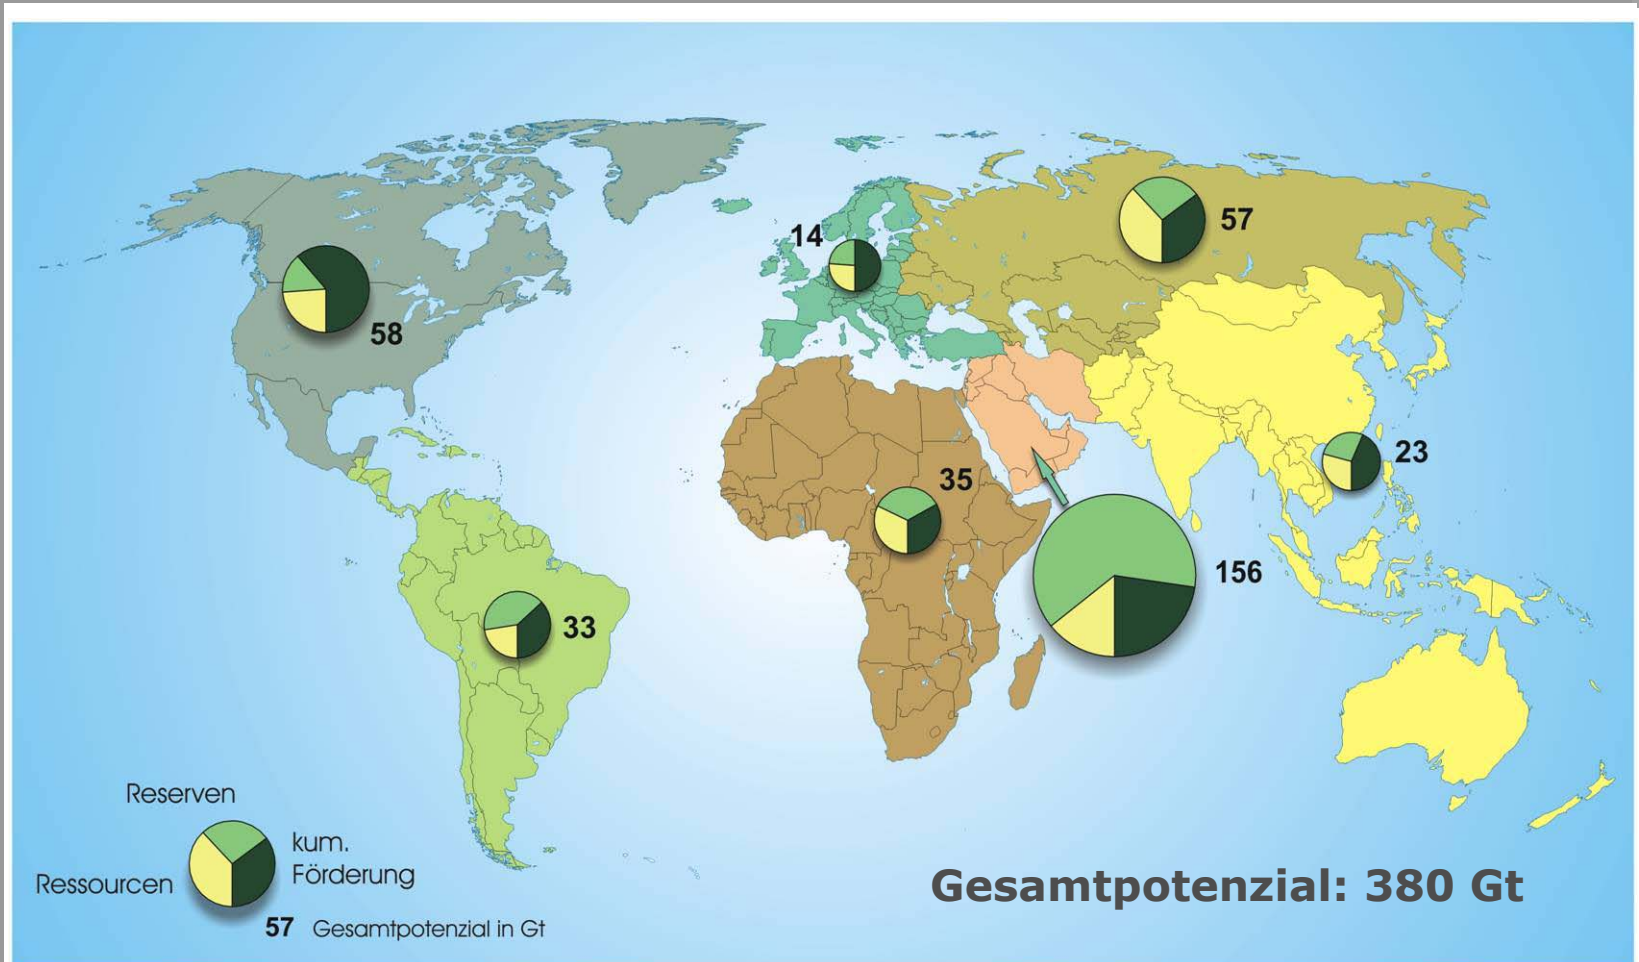 57
14
58
23
35
156
33
Reserven
kum.
Förderung
Ressourcen
57 Gesamtpotenzial in Gt
Gesamtpotenzial: 380 Gt